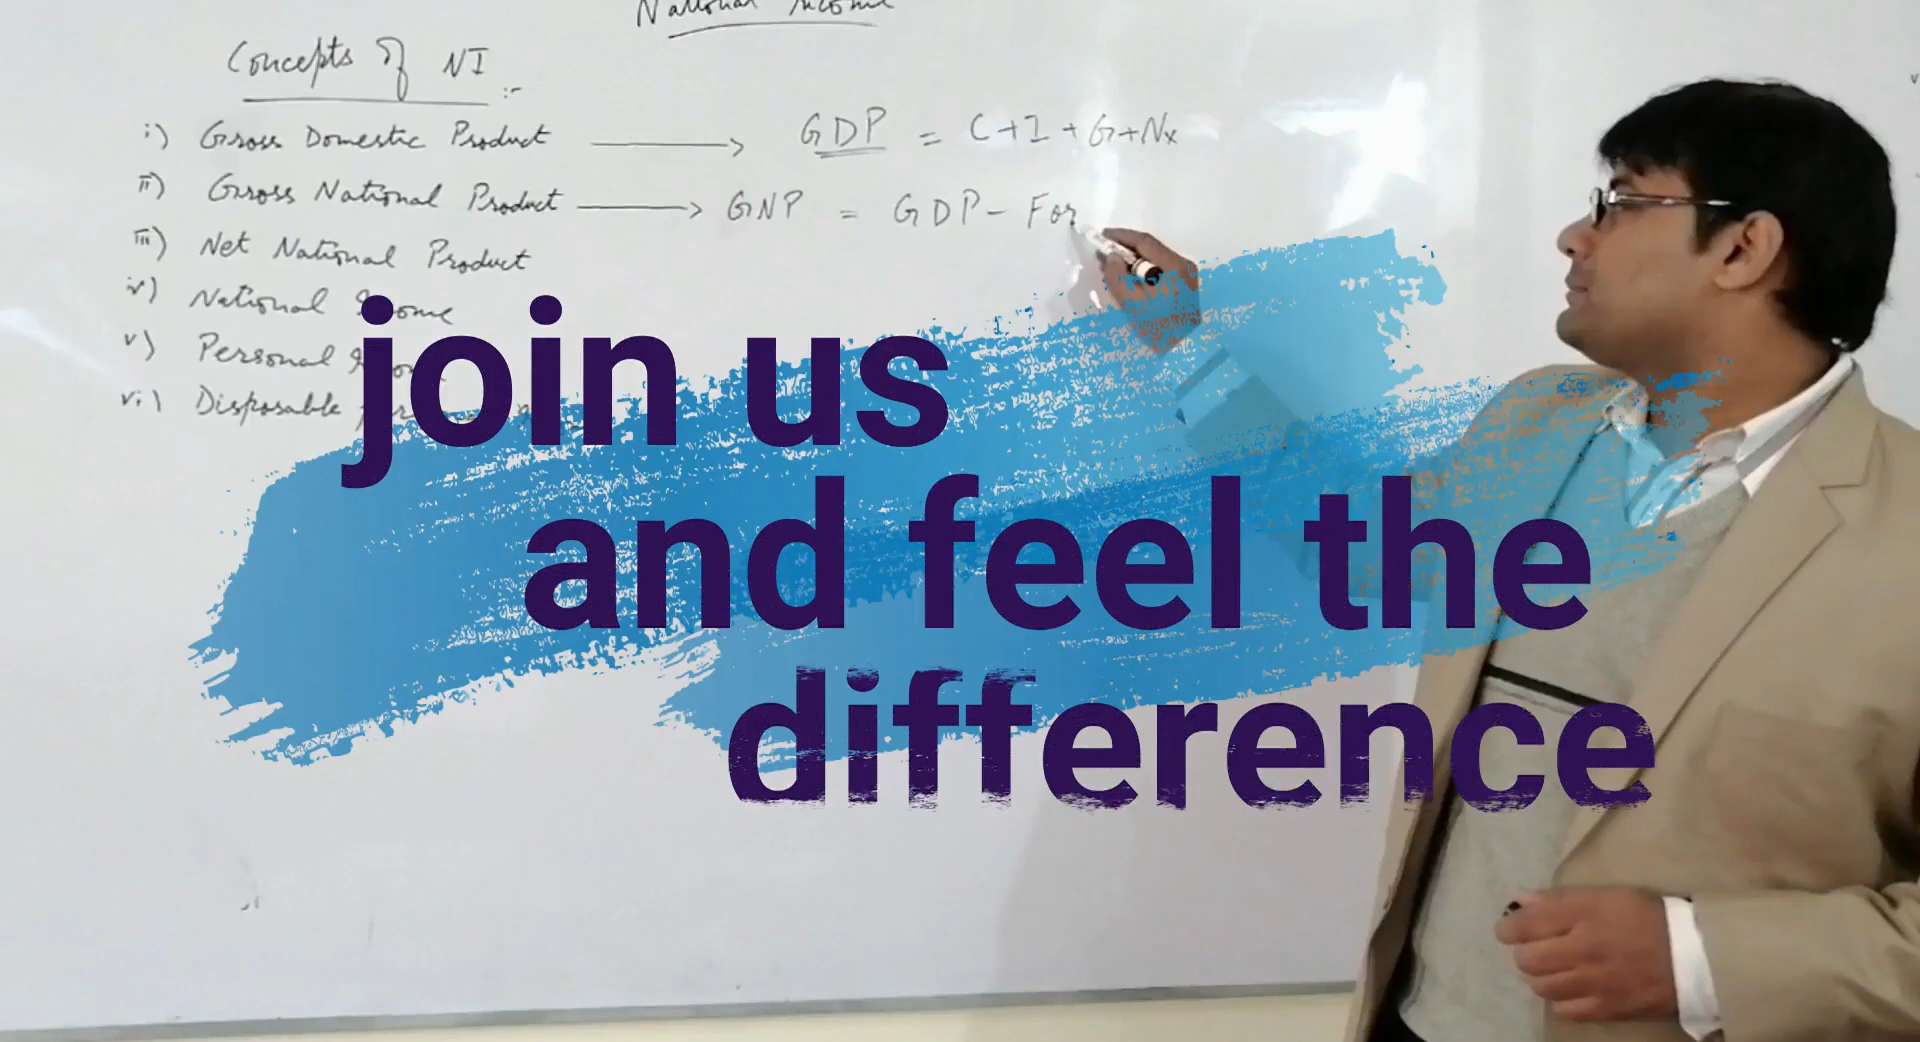 National Income
Concepts of NI :-
i) Gross Domestic Product → GDP = C+I+G+Nx
ii) Gross National Product → GNP = GDP - For
iii) Net National Product
iv) National Income
v) Personal
vi) Disposable
join us
and feel the
difference